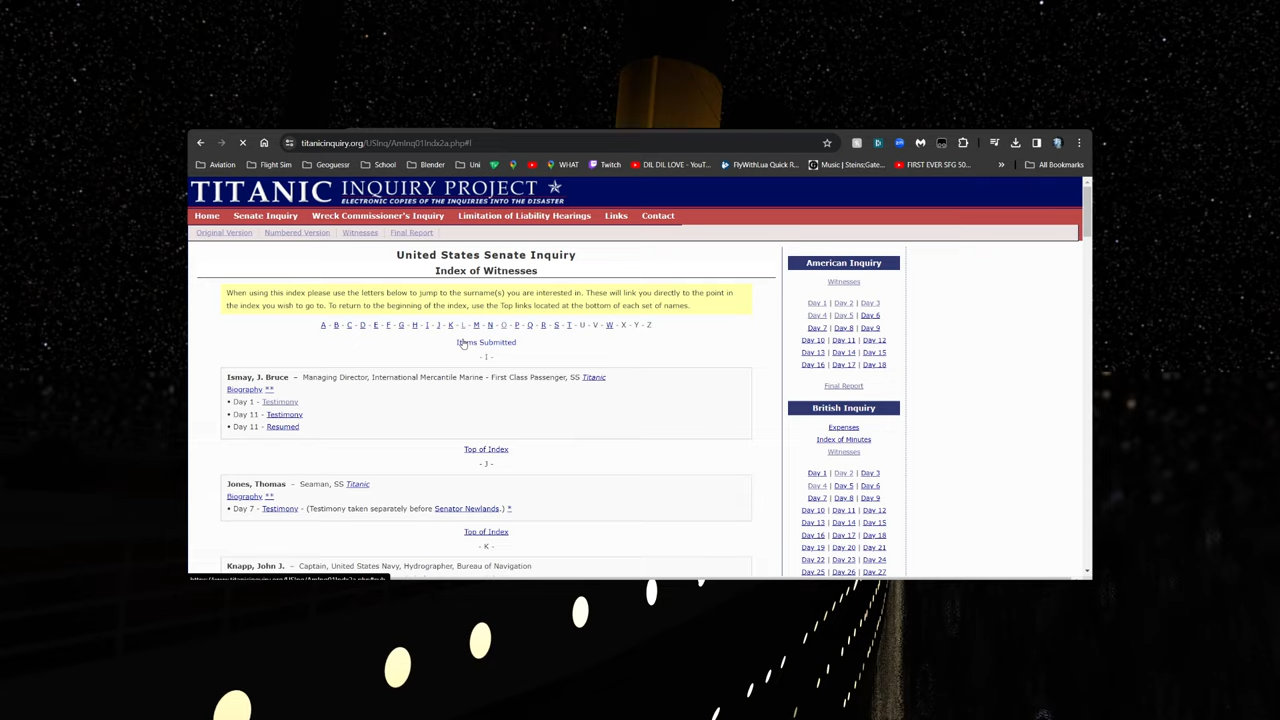 titanicinquiry.org/USInq/AmInq01Indx2a.php#I
Aviation Flight Sim Geoguessr School Blender Uni WHAT Twitch DIL DIL LOVE - YouT... FlyWithLua Quick R... Music | Steins;Gate... FIRST EVER SFG 50... » All Bookmarks
TITANIC INQUIRY PROJECT
ELECTRONIC COPIES OF THE INQUIRIES INTO THE DISASTER
Home Senate Inquiry Wreck Commissioner's Inquiry Limitation of Liability Hearings Links Contact
Original Version Numbered Version Witnesses Final Report
United States Senate Inquiry
Index of Witnesses
When using this index please use the letters below to jump to the surname(s) you are interested in. These will link you directly to the point in
the index you wish to go to. To return to the beginning of the index, use the Top links located at the bottom of each set of names.
A - B - C - D - E - F - G - H - I - J - K - L - M - N - O - P - Q - R - S - T - U - V - W - X - Y - Z
Items Submitted
- I -
Ismay, J. Bruce – Managing Director, International Mercantile Marine - First Class Passenger, SS Titanic
Biography **
• Day 1 - Testimony
• Day 11 - Testimony
• Day 11 - Resumed
Top of Index
- J -
Jones, Thomas – Seaman, SS Titanic
Biography **
• Day 7 - Testimony - (Testimony taken separately before Senator Newlands.) *
Top of Index
- K -
Knapp, John J. – Captain, United States Navy, Hydrographer, Bureau of Navigation
American Inquiry
Witnesses
Day 1 | Day 2 | Day 3
Day 4 | Day 5 | Day 6
Day 7 | Day 8 | Day 9
Day 10 | Day 11 | Day 12
Day 13 | Day 14 | Day 15
Day 16 | Day 17 | Day 18
Final Report
British Inquiry
Expenses
Index of Minutes
Witnesses
Day 1 | Day 2 | Day 3
Day 4 | Day 5 | Day 6
Day 7 | Day 8 | Day 9
Day 10 | Day 11 | Day 12
Day 13 | Day 14 | Day 15
Day 16 | Day 17 | Day 18
Day 19 | Day 20 | Day 21
Day 22 | Day 23 | Day 24
Day 25 | Day 26 | Day 27